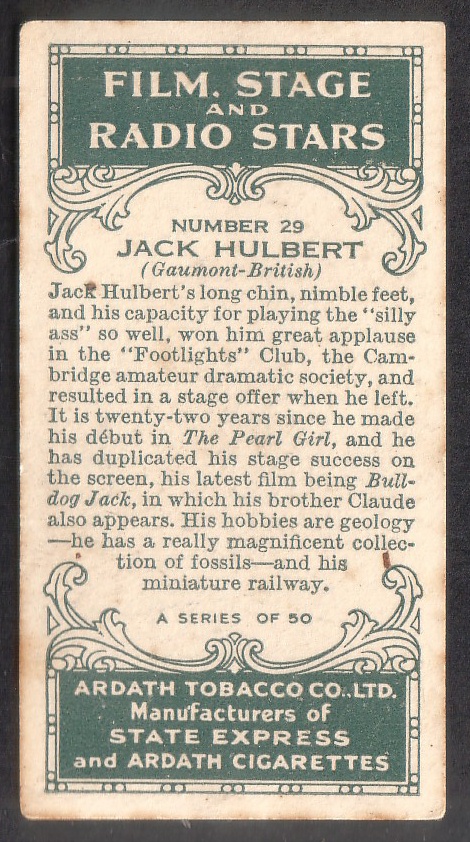 FILM, STAGE
AND
RADIO STARS
NUMBER 29
JACK HULBERT
(Gaumont-British)
Jack Hulbert's long chin, nimble feet,
and his capacity for playing the "silly
ass" so well, won him great applause
in the "Footlights" Club, the Cam-
bridge amateur dramatic society, and
resulted in a stage offer when he left.
It is twenty-two years since he made
his début in The Pearl Girl, and he
has duplicated his stage success on
the screen, his latest film being Bull-
dog Jack, in which his brother Claude
also appears. His hobbies are geology
—he has a really magnificent collec-
tion of fossils—and his
miniature railway.
A SERIES OF 50
ARDATH TOBACCO CO., LTD.
Manufacturers of
STATE EXPRESS
and ARDATH CIGARETTES